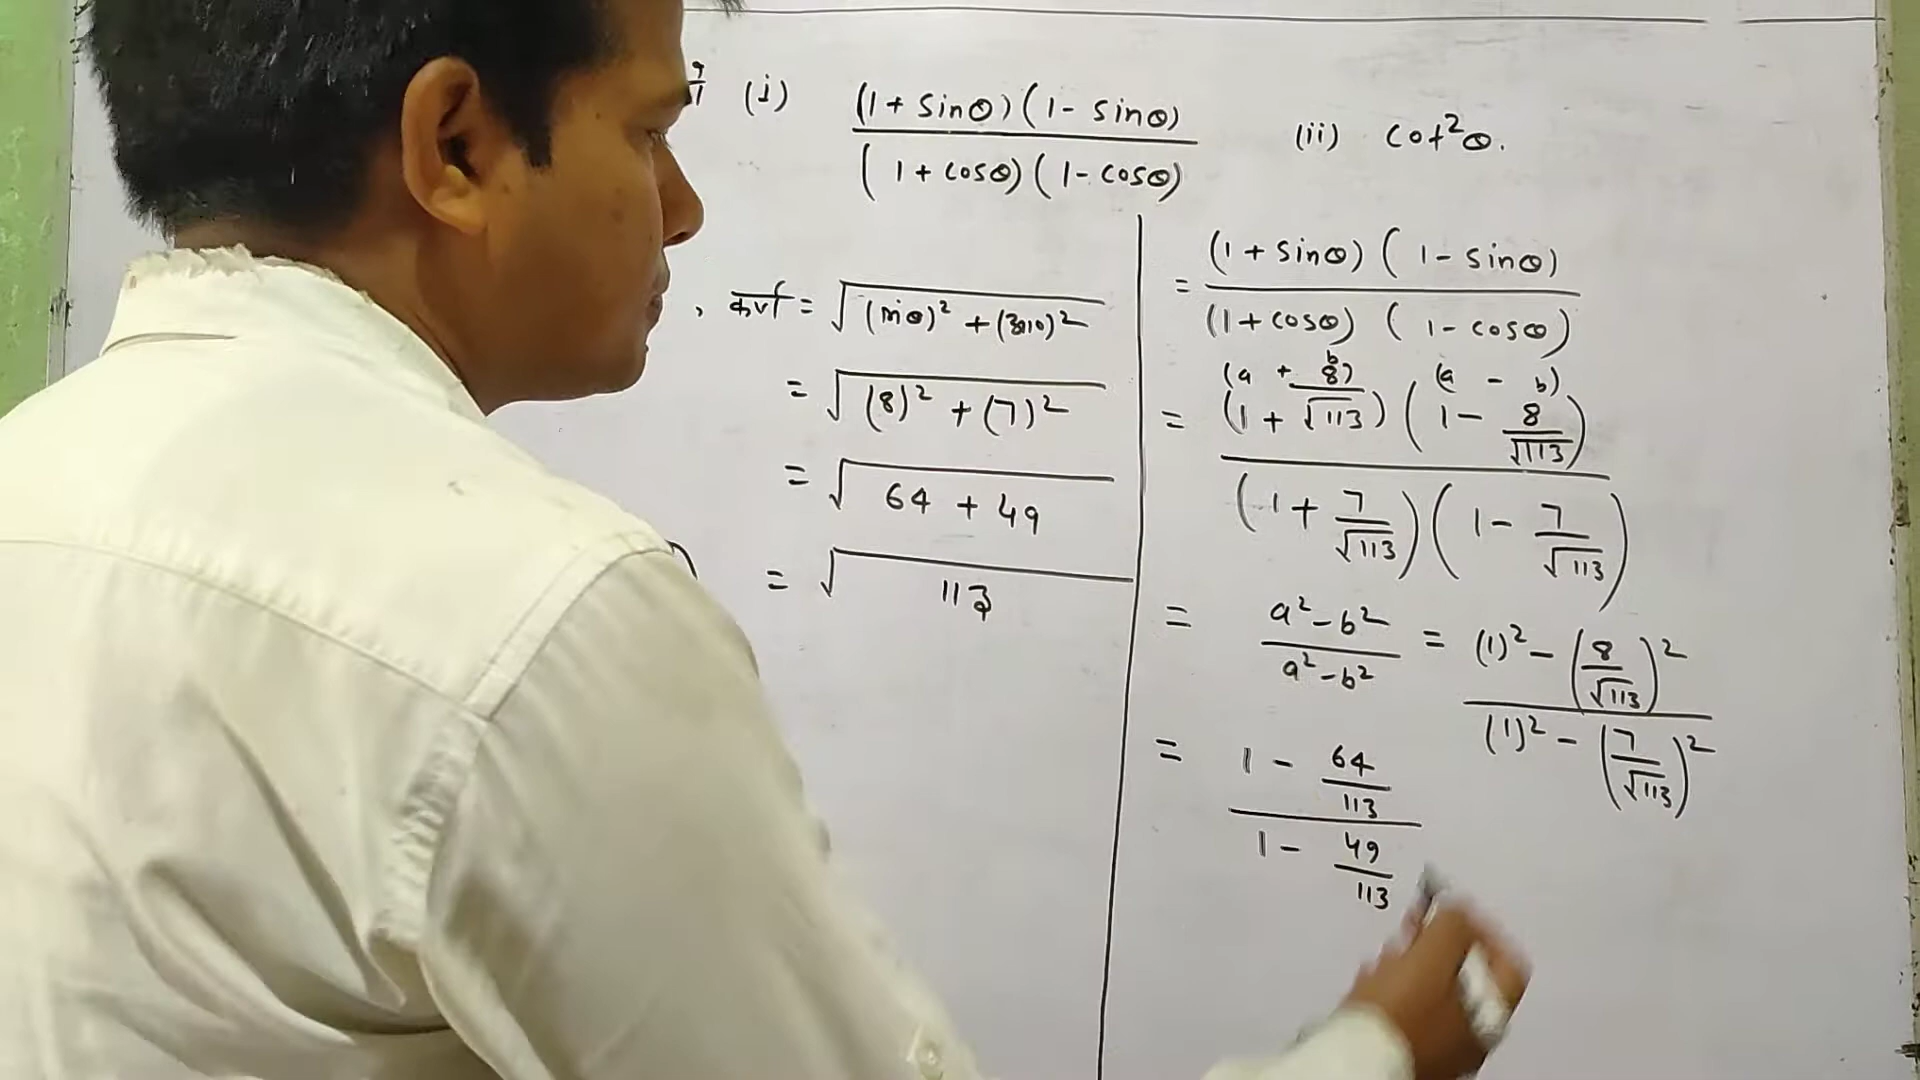 (i) (1 + sinθ)(1 - sinθ) / (1 + cosθ)(1 - cosθ) (ii) cot²θ.
, कर्ण = √
= √(8)² + (7)²
= √64 + 49
= √113
= (1 + sinθ)(1 - sinθ) / (1 + cosθ)(1 - cosθ)
(a + b) (a - b)
= (1 + 8/√113)(1 - 8/√113) / (1 + 7/√113)(1 - 7/√113)
= a² - b² / a² - b² = (1)² - (8/√113)² / (1)² - (7/√113)²
= 1 - 64/113 / 1 - 49/113